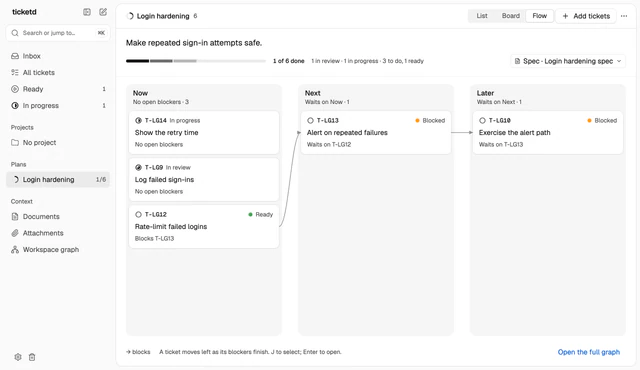 ticketd
Search or jump to...
⌘K
Inbox
All tickets
Ready 1
In progress 1
Projects
No project
Plans
Login hardening 1/6
Context
Documents
Attachments
Workspace graph
Login hardening 6
List Board Flow
+ Add tickets ...
Make repeated sign-in attempts safe.
1 of 6 done 1 in review · 1 in progress · 3 to do, 1 ready
Spec · Login hardening spec
Now
No open blockers · 3
T-LG14 In progress
Show the retry time
No open blockers
T-LG9 In review
Log failed sign-ins
No open blockers
T-LG12 Ready
Rate-limit failed logins
Blocks T-LG13
Next
Waits on Now · 1
T-LG13 Blocked
Alert on repeated failures
Waits on T-LG12
Later
Waits on Next · 1
T-LG10 Blocked
Exercise the alert path
Waits on T-LG13
→ blocks A ticket moves left as its blockers finish. J to select; Enter to open.
Open the full graph